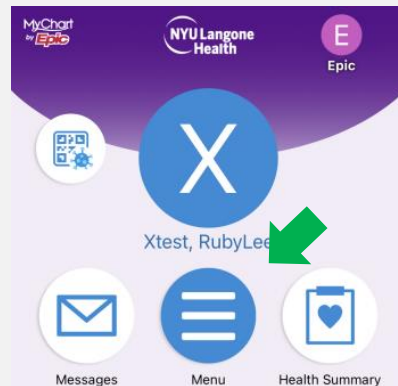 MyChart
by Epic
NYU Langone
Health
E
Epic
X
Xtest, RubyLee
Messages
Menu
Health Summary